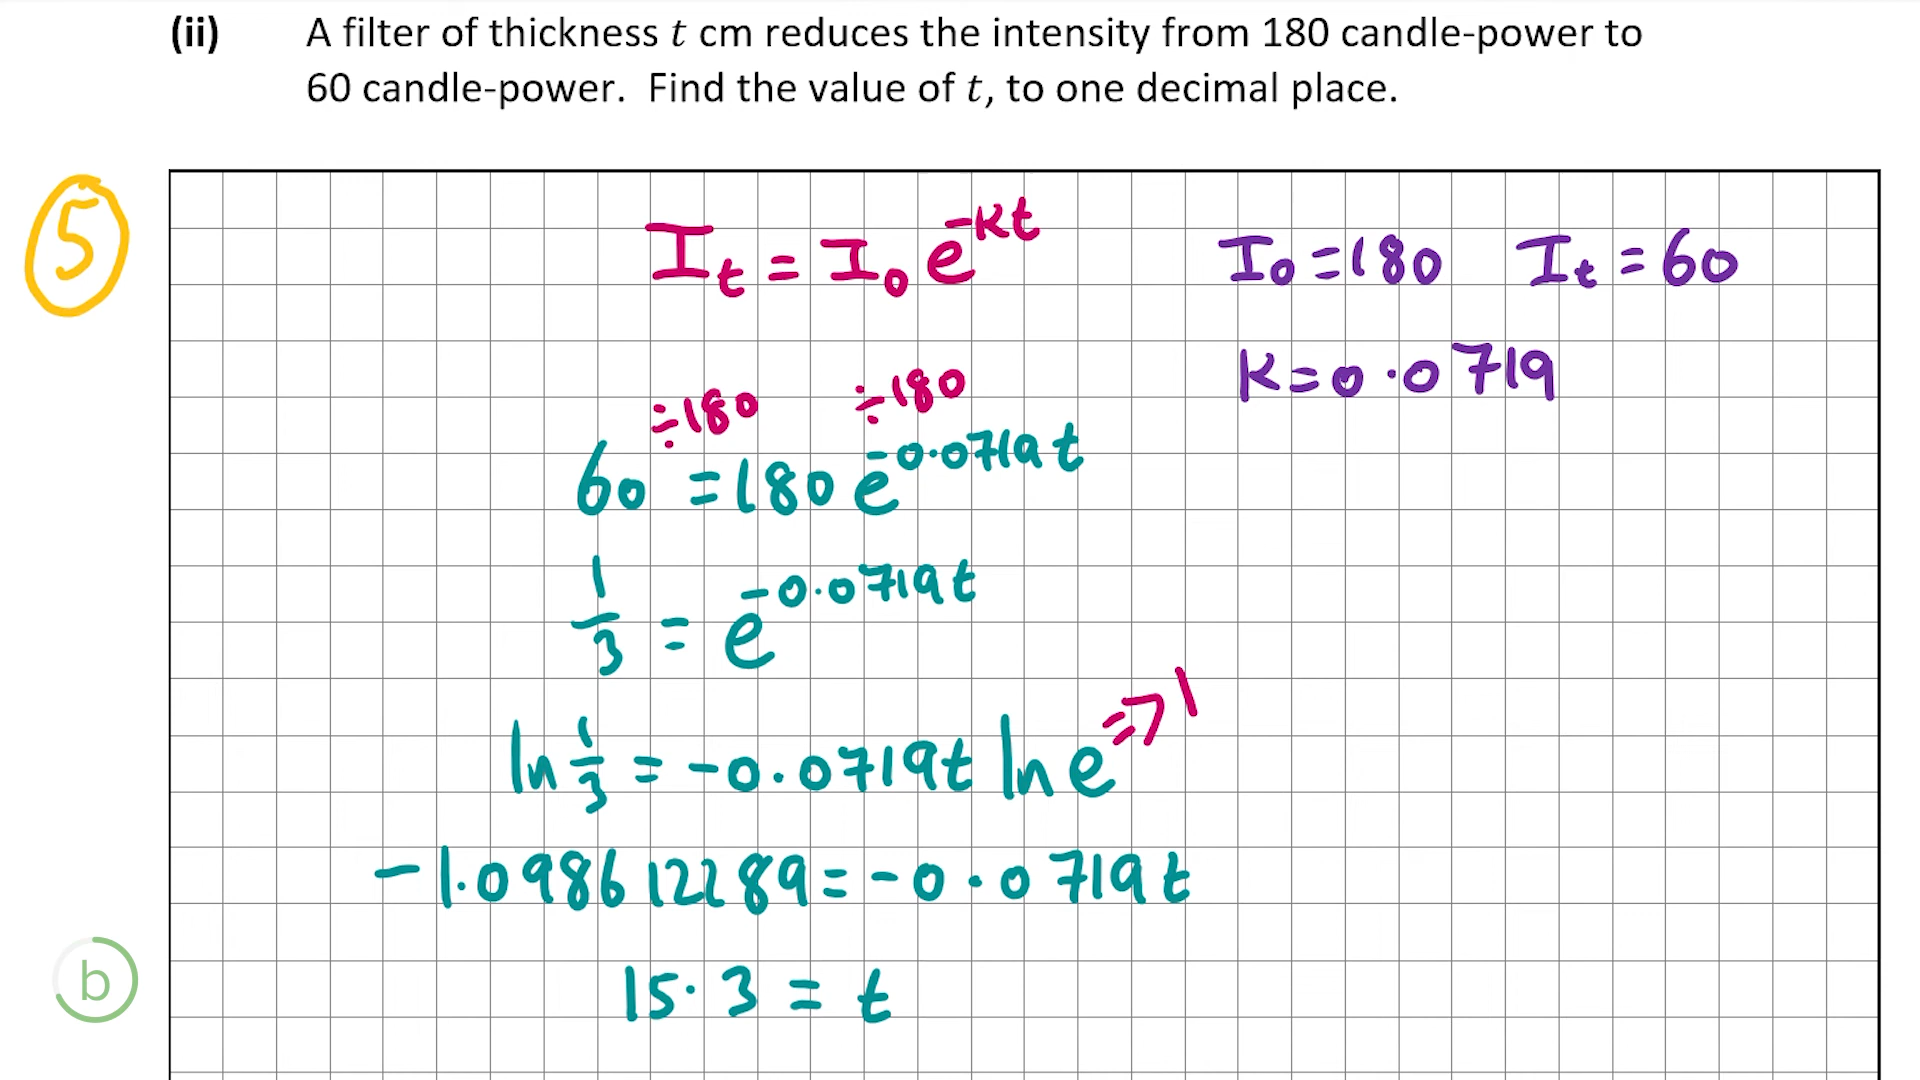 (ii) A filter of thickness t cm reduces the intensity from 180 candle-power to
60 candle-power. Find the value of t, to one decimal place.
5
I_t = I_0 e^{-kt}
I_0 = 180 I_t = 60
K = 0.0719
÷180 ÷180
60 = 180 e^{-0.0719t}
1/3 = e^{-0.0719t}
ln 1/3 = -0.0719t ln e => 1
-1.098612289 = -0.0719t
15.3 = t
b